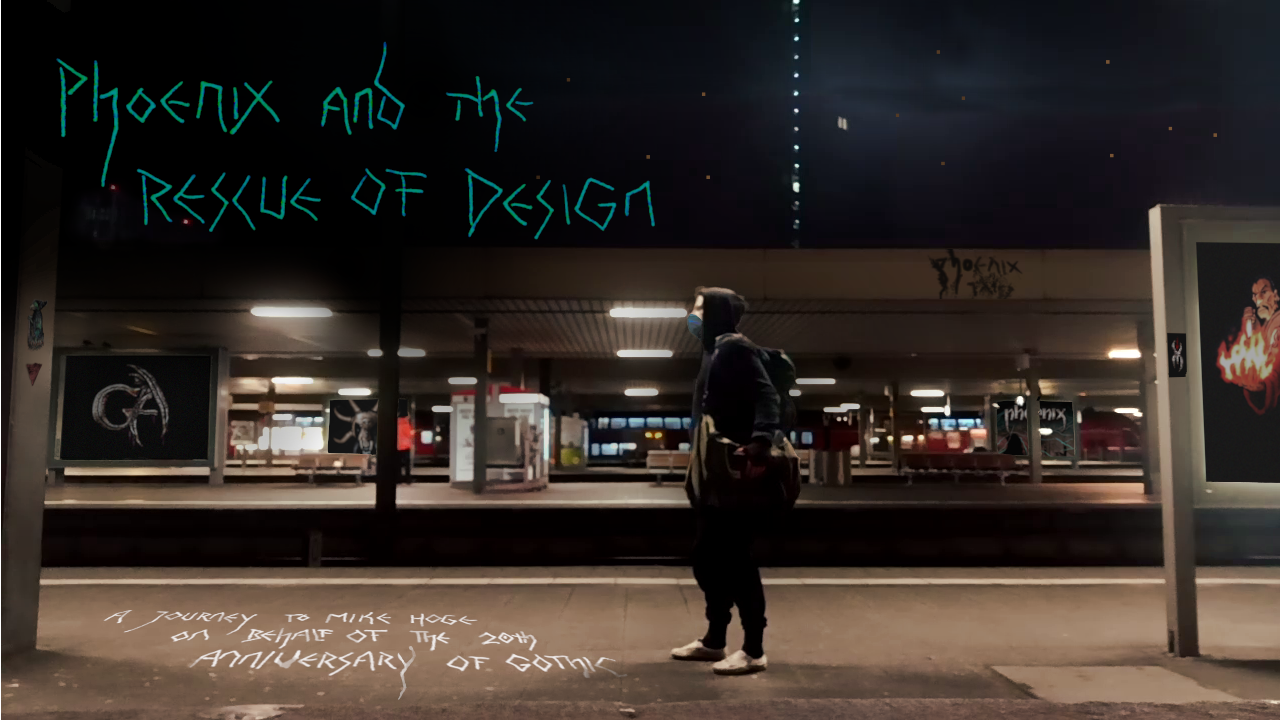 Phoenix and the
Rescue of Design
Phoenix
phoenix
A Journey to Mike Hoge
on behalf of the 20th
Anniversary of Gothic